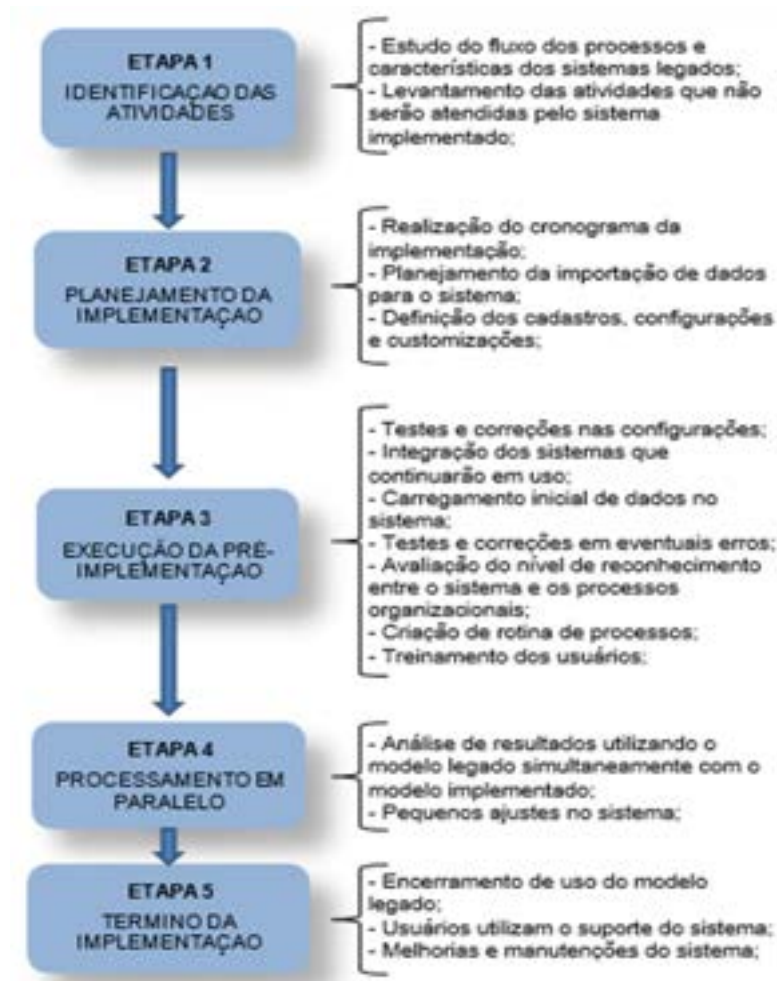 ETAPA 1
IDENTIFICAÇÃO DAS
ATIVIDADES
- Estudo do fluxo dos processos e
características dos sistemas legados;
- Levantamento das atividades que não
serão atendidas pelo sistema
implementado;
ETAPA 2
PLANEJAMENTO DA
IMPLEMENTAÇAO
- Realização do cronograma da
implementação;
- Planejamento da importação de dados
para o sistema;
- Definição dos cadastros, configurações
e customizações;
ETAPA 3
EXECUÇÃO DA PRÉ-
IMPLEMENTAÇAO
- Testes e correções nas configurações;
- Integração dos sistemas que
continuarão em uso;
- Carregamento inicial de dados no
sistema;
- Testes e correções em eventuais erros;
- Avaliação do nível de reconhecimento
entre o sistema e os processos
organizacionais;
- Criação de rotina de processos;
- Treinamento dos usuários;
ETAPA 4
PROCESSAMENTO EM
PARALELO
- Análise de resultados utilizando o
modelo legado simultaneamente com o
modelo implementado;
- Pequenos ajustes no sistema;
ETAPA 5
TERMINO DA
IMPLEMENTAÇAO
- Encerramento de uso do modelo
legado;
- Usuários utilizam o suporte do sistema;
- Melhorias e manutenções do sistema;